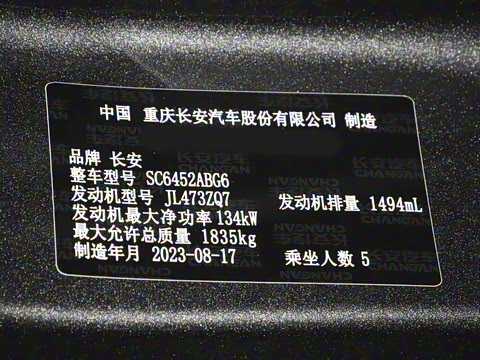 中国 重庆长安汽车股份有限公司 制造
品牌 长安
整车型号 SC6452ABG6
发动机型号 JL473ZQ7 发动机排量 1494mL
发动机最大净功率 134kW
最大允许总质量 1835kg
制造年月 2023-08-17 乘坐人数 5